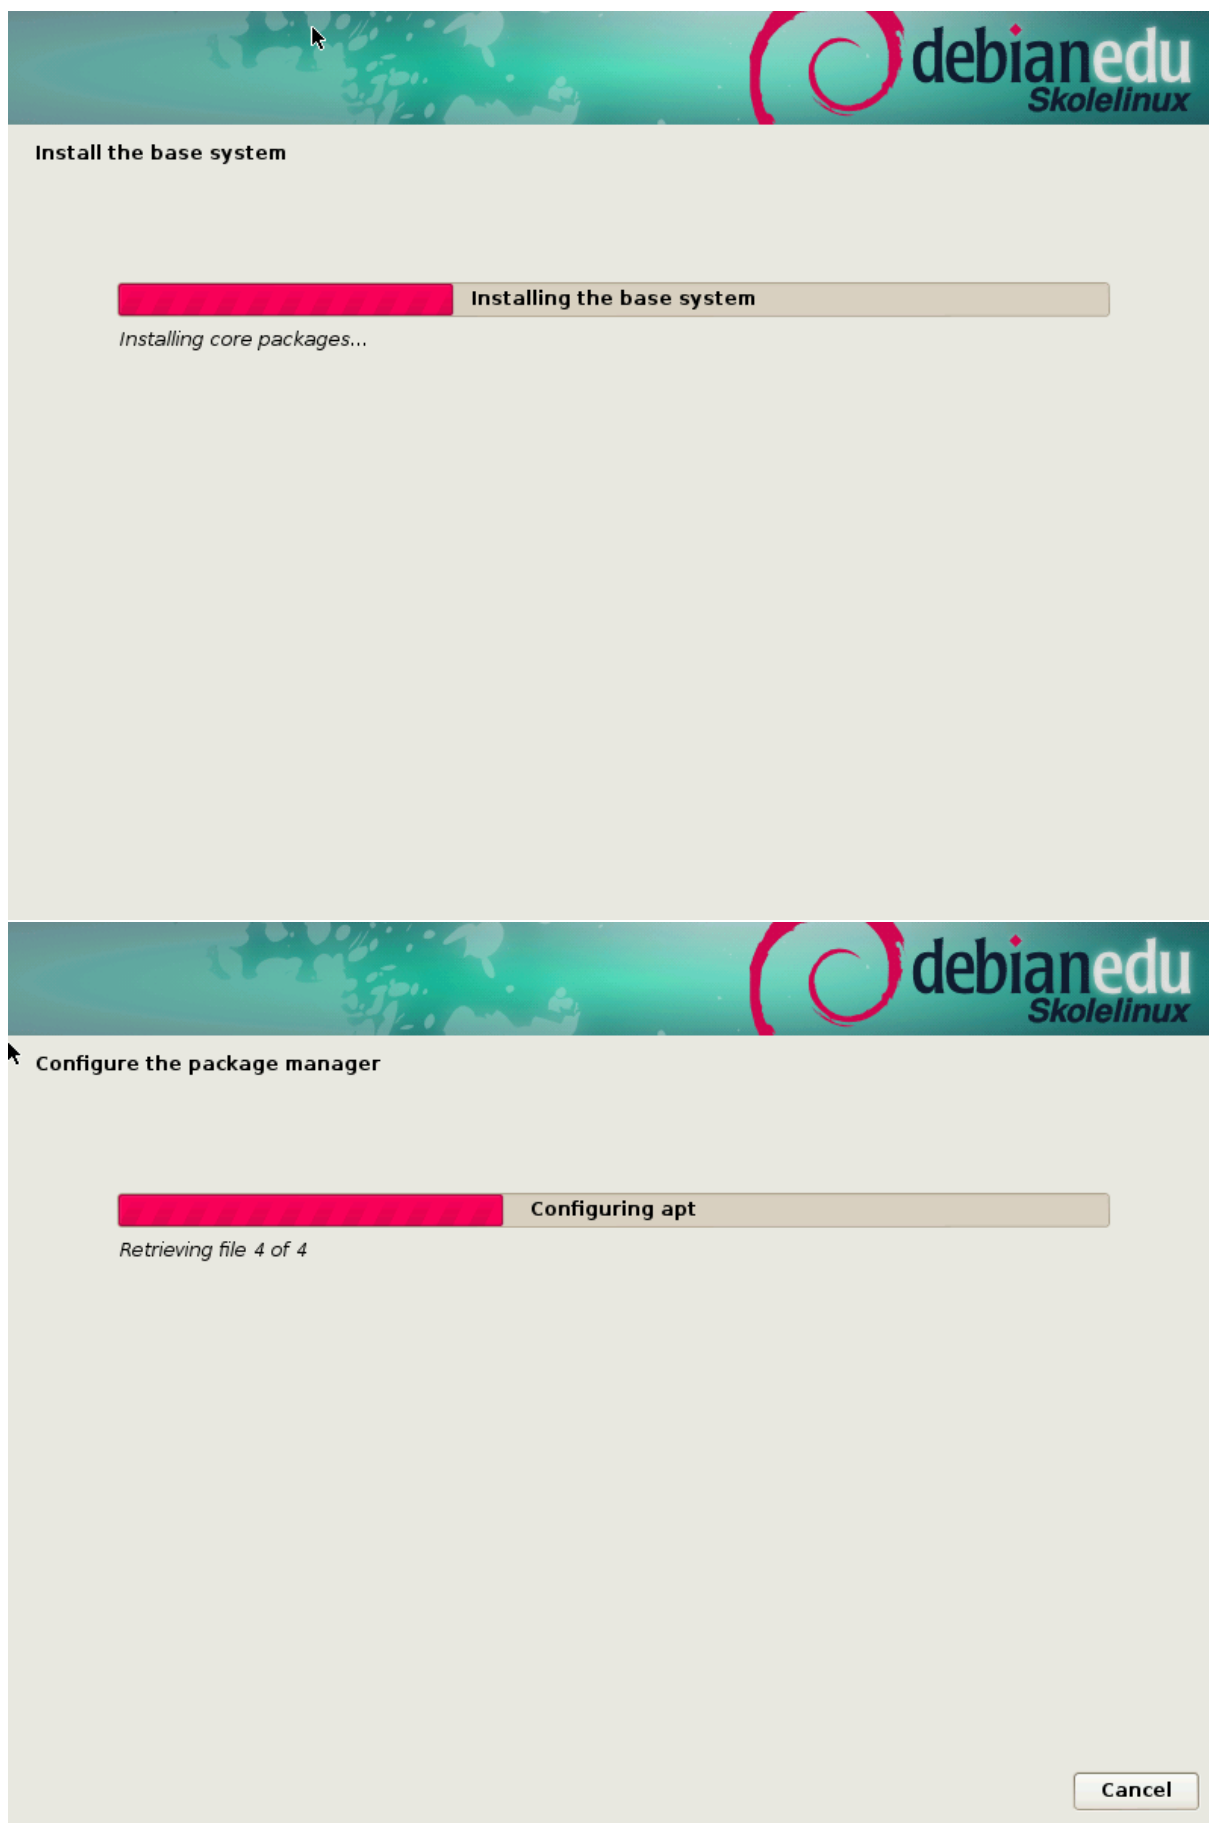 debianedu
Skolelinux
Install the base system
Installing the base system
Installing core packages...
debianedu
Skolelinux
Configure the package manager
Configuring apt
Retrieving file 4 of 4
Cancel